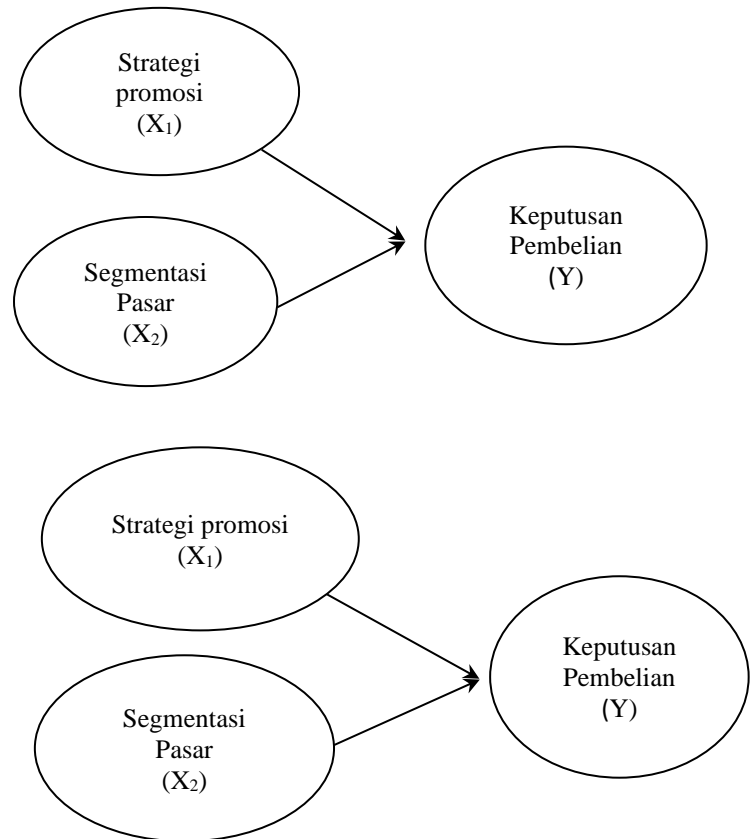 Strategi
promosi
(X₁)
Keputusan
Pembelian
(Y)
Segmentasi
Pasar
(X₂)
Strategi promosi
(X₁)
Keputusan
Pembelian
(Y)
Segmentasi
Pasar
(X₂)